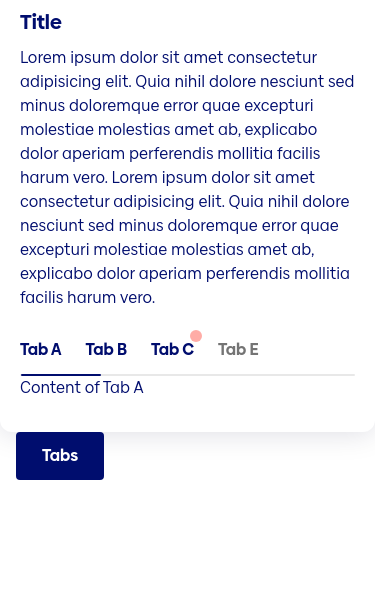 Title
Lorem ipsum dolor sit amet consectetur
adipisicing elit. Quia nihil dolore nesciunt sed
minus doloremque error quae excepturi
molestiae molestias amet ab, explicabo
dolor aperiam perferendis mollitia facilis
harum vero. Lorem ipsum dolor sit amet
consectetur adipisicing elit. Quia nihil dolore
nesciunt sed minus doloremque error quae
excepturi molestiae molestias amet ab,
explicabo dolor aperiam perferendis mollitia
facilis harum vero.
Tab A Tab B Tab C Tab E
Content of Tab A
Tabs